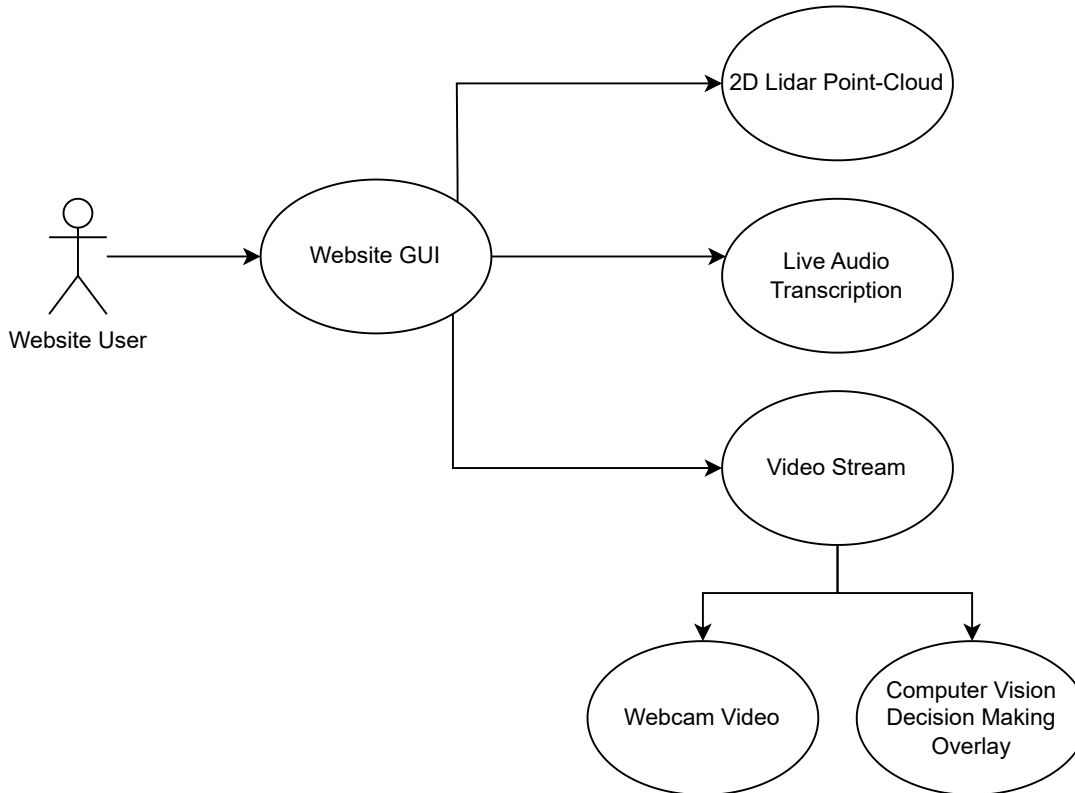 2D Lidar Point-Cloud
Website GUI
Live Audio
Transcription
Website User
Video Stream
Webcam Video
Computer Vision
Decision Making
Overlay